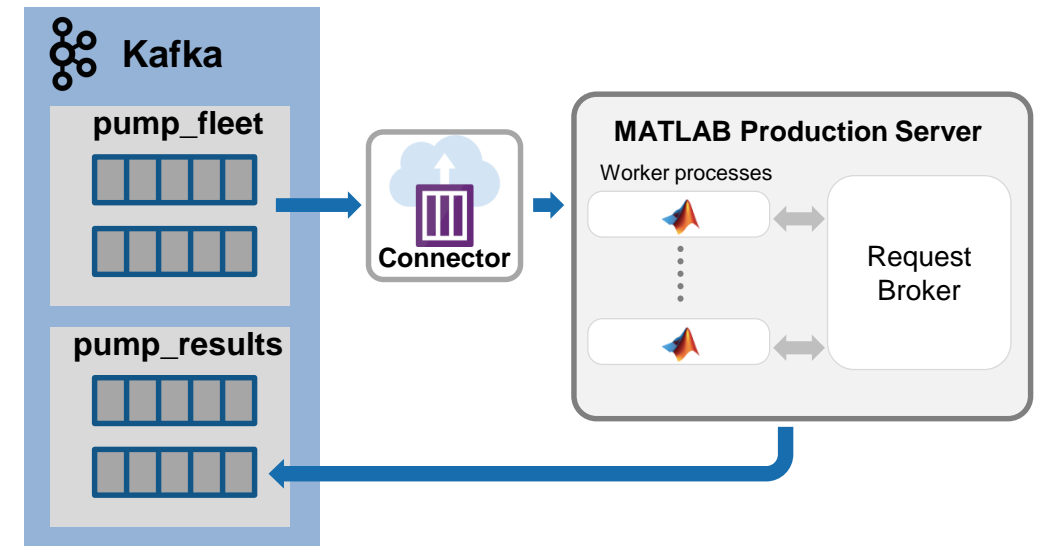 Kafka
pump_fleet
pump_results
Connector
MATLAB Production Server
Worker processes
Request
Broker